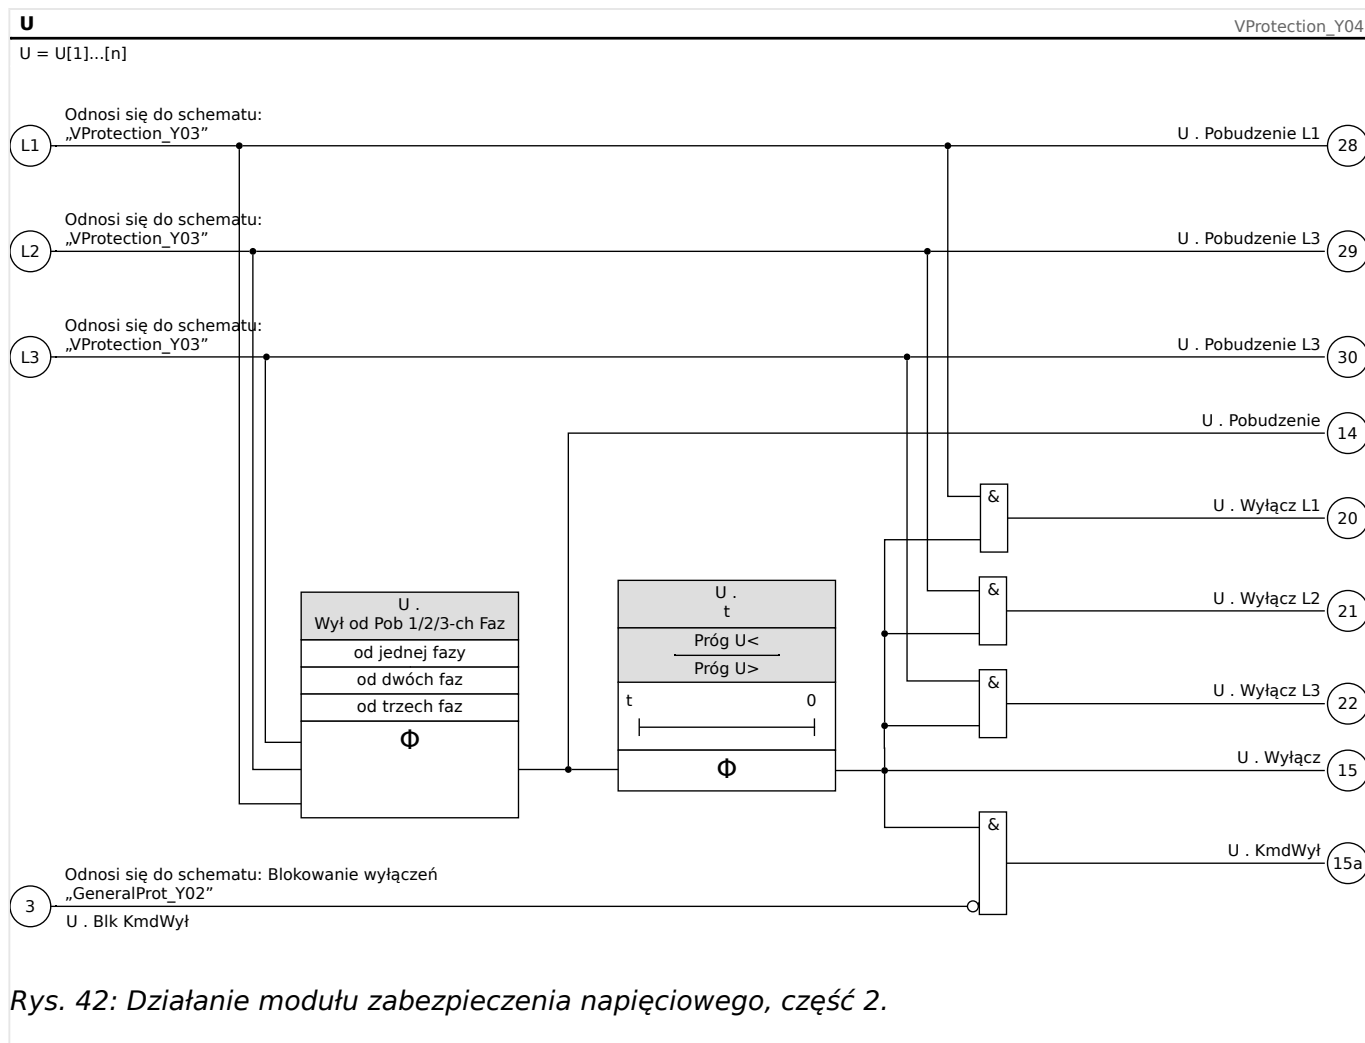 U
VProtection_Y04
U = U[1]...[n]
Odnosi się do schematu:
„VProtection_Y03”
L1
U . Pobudzenie L1
28
Odnosi się do schematu:
„VProtection_Y03”
L2
U . Pobudzenie L3
29
Odnosi się do schematu:
„VProtection_Y03”
L3
U . Pobudzenie L3
30
U . Pobudzenie
14
&
U . Wyłącz L1
20
&
U . Wyłącz L2
21
&
U . Wyłącz L3
22
U .
Wył od Pob 1/2/3-ch Faz
od jednej fazy
od dwóch faz
od trzech faz
Φ
U .
t
Próg U<
Próg U>
t 0
Φ
U . Wyłącz
15
&
U . KmdWył
15a
Odnosi się do schematu: Blokowanie wyłączeń
„GeneralProt_Y02”
3
U . Blk KmdWył
Rys. 42: Działanie modułu zabezpieczenia napięciowego, część 2.